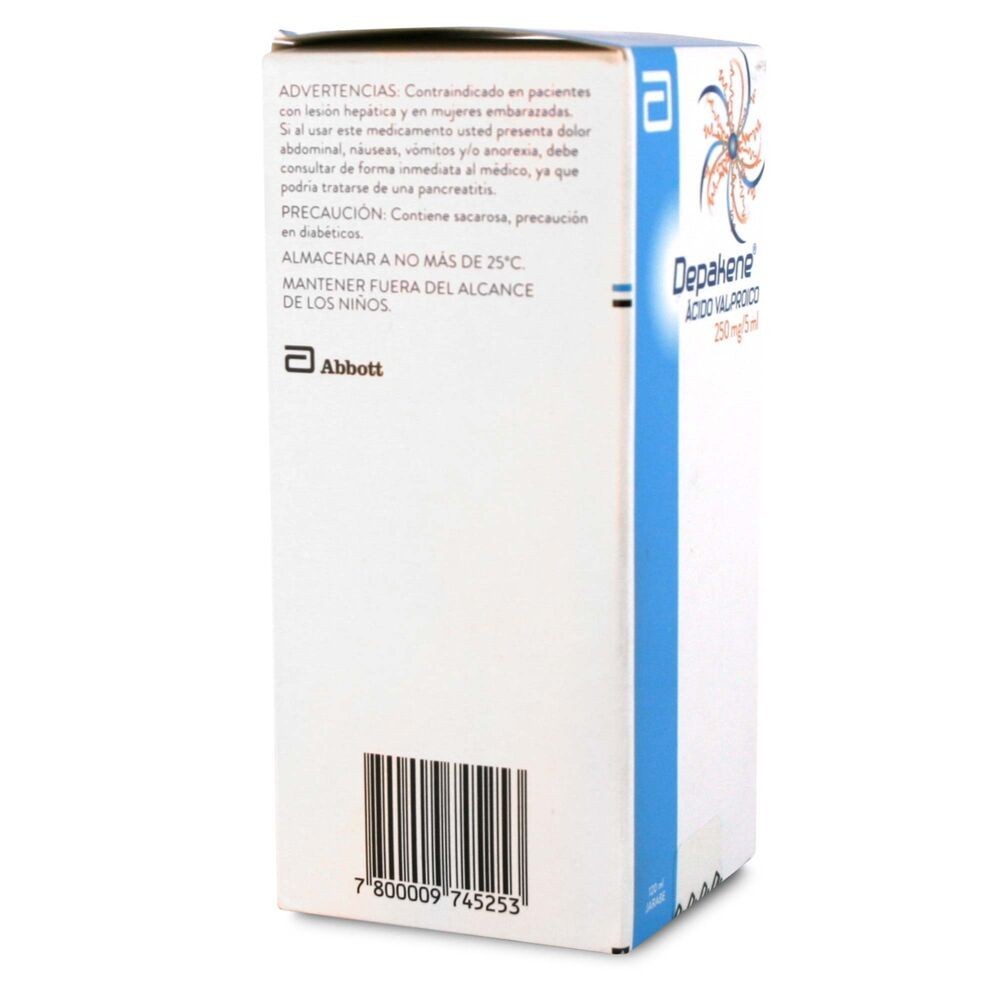 ADVERTENCIAS: Contraindicado en pacientes
con lesión hepática y en mujeres embarazadas.
Si al usar este medicamento usted presenta dolor
abdominal, náuseas, vómitos y/o anorexia, debe
consultar de forma inmediata al médico, ya que
podría tratarse de una pancreatitis.
PRECAUCIÓN: Contiene sacarosa, precaución
en diabéticos.
ALMACENAR A NO MÁS DE 25°C.
MANTENER FUERA DEL ALCANCE
DE LOS NIÑOS.
Abbott
7 800009 745253
Depakene®
ÁCIDO VALPROICO
250 mg/5 ml
120 ml
JARABE